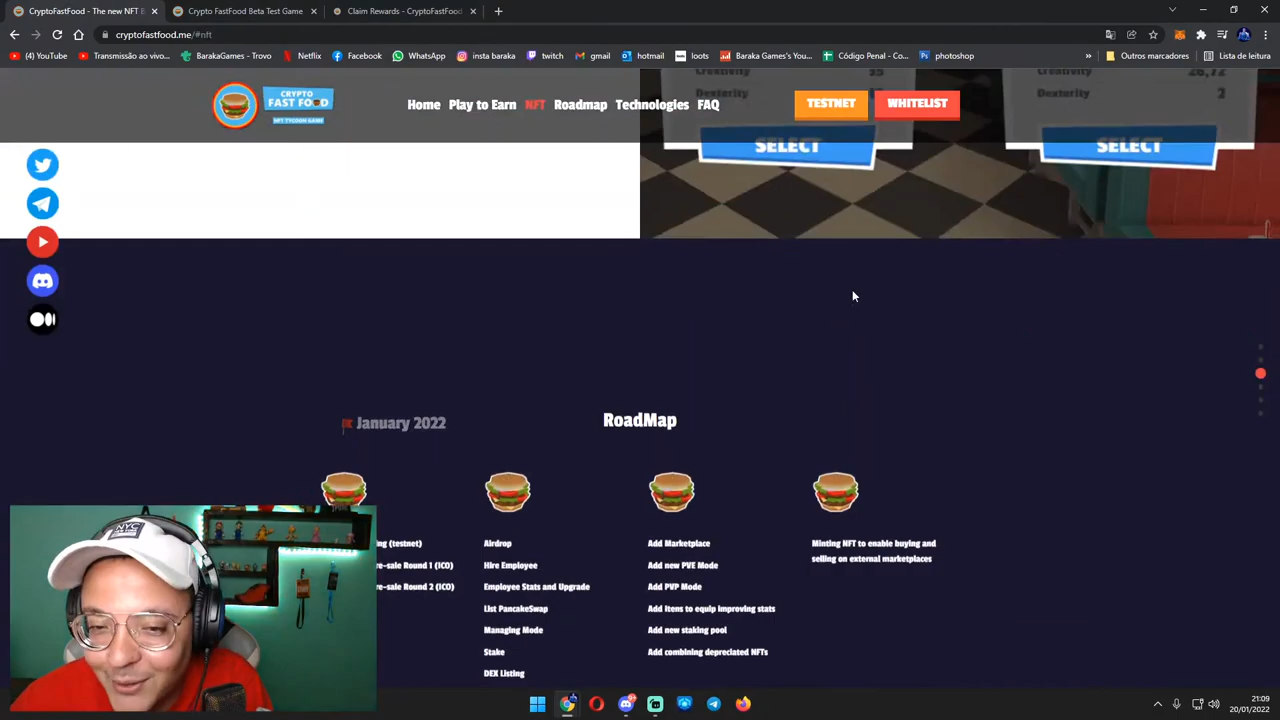 CryptoFastFood - The new NFT E
Crypto FastFood Beta Test Game
Claim Rewards - CryptoFastFood
cryptofastfood.me/#nft
(4) YouTube
Transmissão ao vivo...
BarakaGames - Trovo
Netflix
Facebook
WhatsApp
insta baraka
twitch
gmail
hotmail
loots
Baraka Games's You...
Código Penal - Co...
photoshop
»
Outros marcadores
Lista de leitura
CRYPTO
FAST FOOD
NFT TYCOON GAME
Home
Play to Earn
NFT
Roadmap
Technologies
FAQ
TESTNET
WHITELIST
Creativity
Dexterity
Creativity 26,72
Dexterity 2
SELECT
SELECT
January 2022
RoadMap
ing (testnet)
re-sale Round 1 (ICO)
re-sale Round 2 (ICO)
Airdrop
Hire Employee
Employee Stats and Upgrade
List PancakeSwap
Managing Mode
Stake
DEX Listing
Add Marketplace
Add new PVE Mode
Add PVP Mode
Add Items to equip improving stats
Add new staking pool
Add combining depreciated NFTs
Minting NFT to enable buying and
selling on external marketplaces
NYC
21:09
20/01/2022